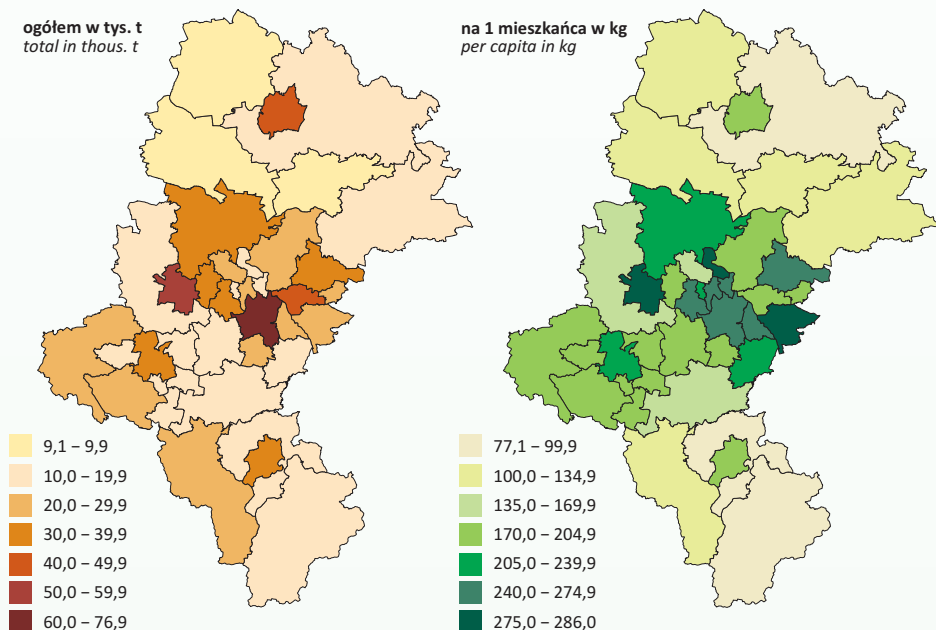 ogółem w tys. t
total in thous. t
9,1 – 9,9
10,0 – 19,9
20,0 – 29,9
30,0 – 39,9
40,0 – 49,9
50,0 – 59,9
60,0 – 76,9
na 1 mieszkańca w kg
per capita in kg
77,1 – 99,9
100,0 – 134,9
135,0 – 169,9
170,0 – 204,9
205,0 – 239,9
240,0 – 274,9
275,0 – 286,0